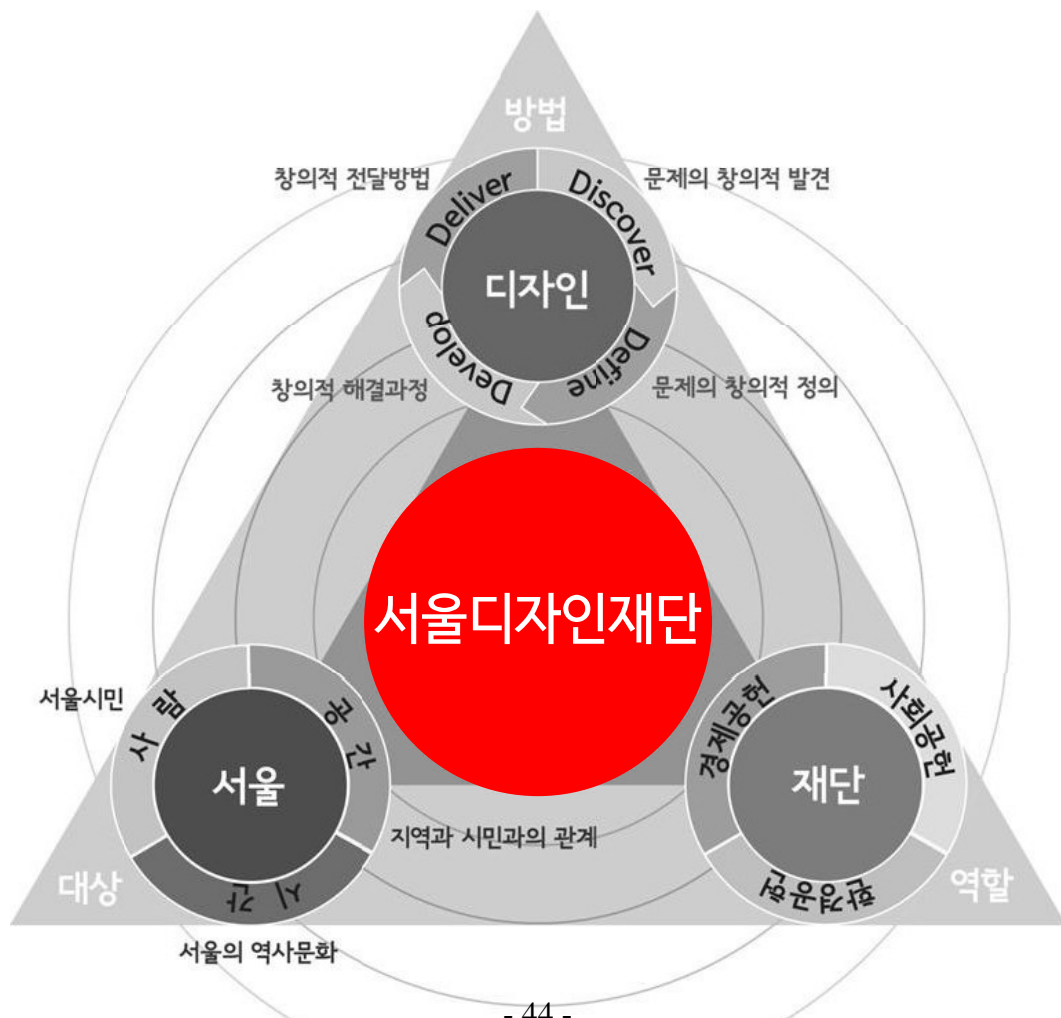 방법
창의적 전달방법
문제의 창의적 발견
Deliver
Discover
디자인
Develop
Define
창의적 해결과정
문제의 창의적 정의
서울디자인재단
서울시민
사람
공간
서울
시간
대상
지역과 시민과의 관계
서울의 역사문화
경제공헌
사회공헌
재단
환경공헌
역할
- 44 -